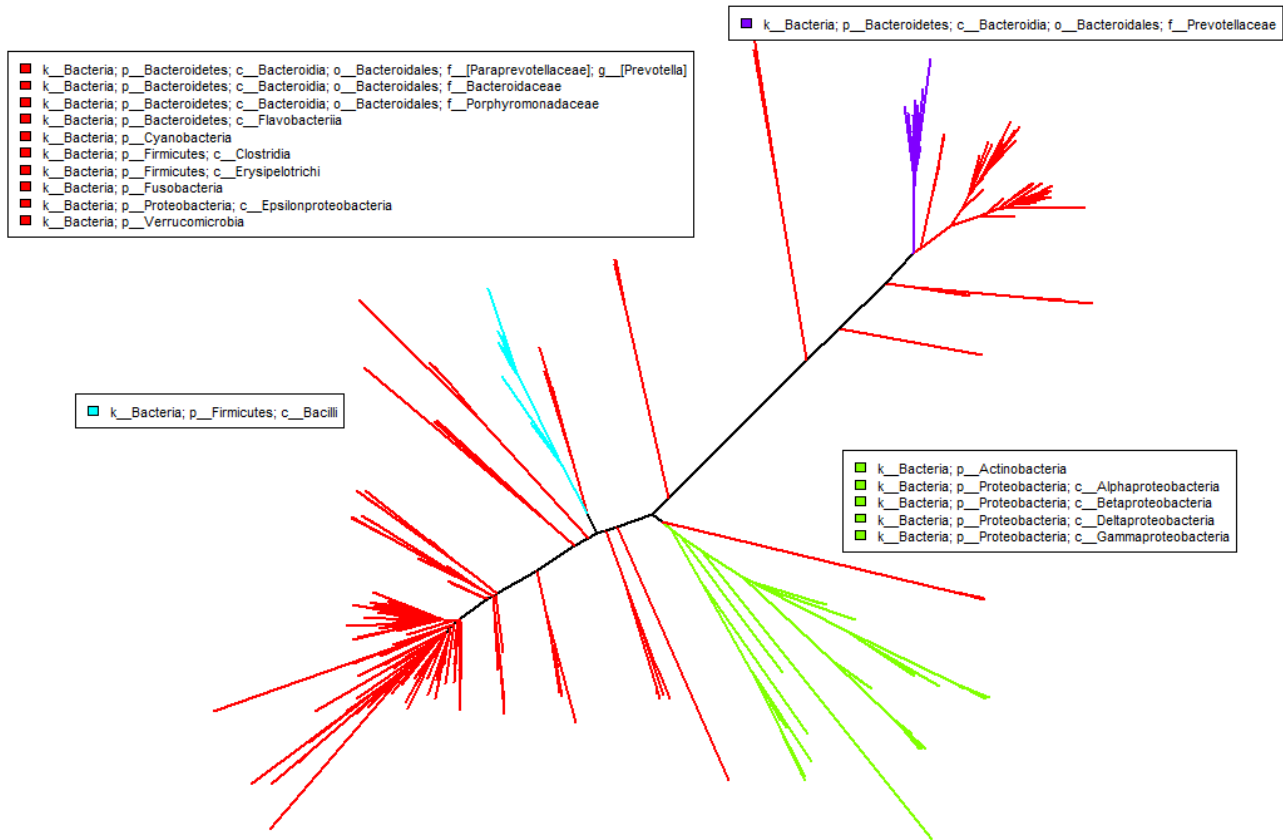 k__Bacteria; p__Bacteroidetes; c__Bacteroidia; o__Bacteroidales; f__Prevotellaceae
k__Bacteria; p__Bacteroidetes; c__Bacteroidia; o__Bacteroidales; f__[Paraprevotellaceae]; g__[Prevotella]
k__Bacteria; p__Bacteroidetes; c__Bacteroidia; o__Bacteroidales; f__Bacteroidaceae
k__Bacteria; p__Bacteroidetes; c__Bacteroidia; o__Bacteroidales; f__Porphyromonadaceae
k__Bacteria; p__Bacteroidetes; c__Flavobacteriia
k__Bacteria; p__Cyanobacteria
k__Bacteria; p__Firmicutes; c__Clostridia
k__Bacteria; p__Firmicutes; c__Erysipelotrichi
k__Bacteria; p__Fusobacteria
k__Bacteria; p__Proteobacteria; c__Epsilonproteobacteria
k__Bacteria; p__Verrucomicrobia
k__Bacteria; p__Firmicutes; c__Bacilli
k__Bacteria; p__Actinobacteria
k__Bacteria; p__Proteobacteria; c__Alphaproteobacteria
k__Bacteria; p__Proteobacteria; c__Betaproteobacteria
k__Bacteria; p__Proteobacteria; c__Deltaproteobacteria
k__Bacteria; p__Proteobacteria; c__Gammaproteobacteria